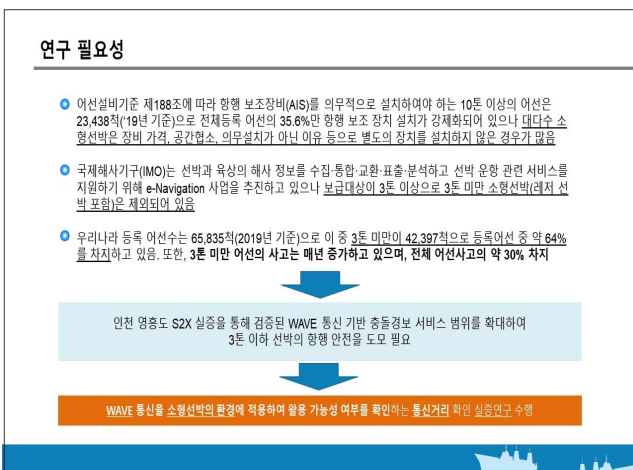 연구 필요성
어선설비기준 제188조에 따라 항행 보조장비(AIS)를 의무적으로 설치하여야 하는 10톤 이상의 어선은
23,438척('19년 기준)으로 전체등록 어선의 35.6%만 항행 보조 장치 설치가 강제화되어 있으나 대다수 소
형선박은 장비 가격, 공간협소, 의무설치가 아닌 이유 등으로 별도의 장치를 설치하지 않은 경우가 많음
국제해사기구(IMO)는 선박과 육상의 해사 정보를 수집·통합·교환·표출·분석하고 선박 운항 관련 서비스를
지원하기 위해 e-Navigation 사업을 추진하고 있으나 보급대상이 3톤 이상으로 3톤 미만 소형선박(레저 선
박 포함)은 제외되어 있음
우리나라 등록 어선수는 65,835척(2019년 기준)으로 이 중 3톤 미만이 42,397척으로 등록어선 중 약 64%
를 차지하고 있음. 또한, 3톤 미만 어선의 사고는 매년 증가하고 있으며, 전체 어선사고의 약 30% 차지
인천 영흥도 S2X 실증을 통해 검증된 WAVE 통신 기반 충돌경보 서비스 범위를 확대하여
3톤 이하 선박의 항행 안전을 도모 필요
WAVE 통신을 소형선박의 환경에 적용하여 활용 가능성 여부를 확인하는 통신거리 확인 실증연구 수행